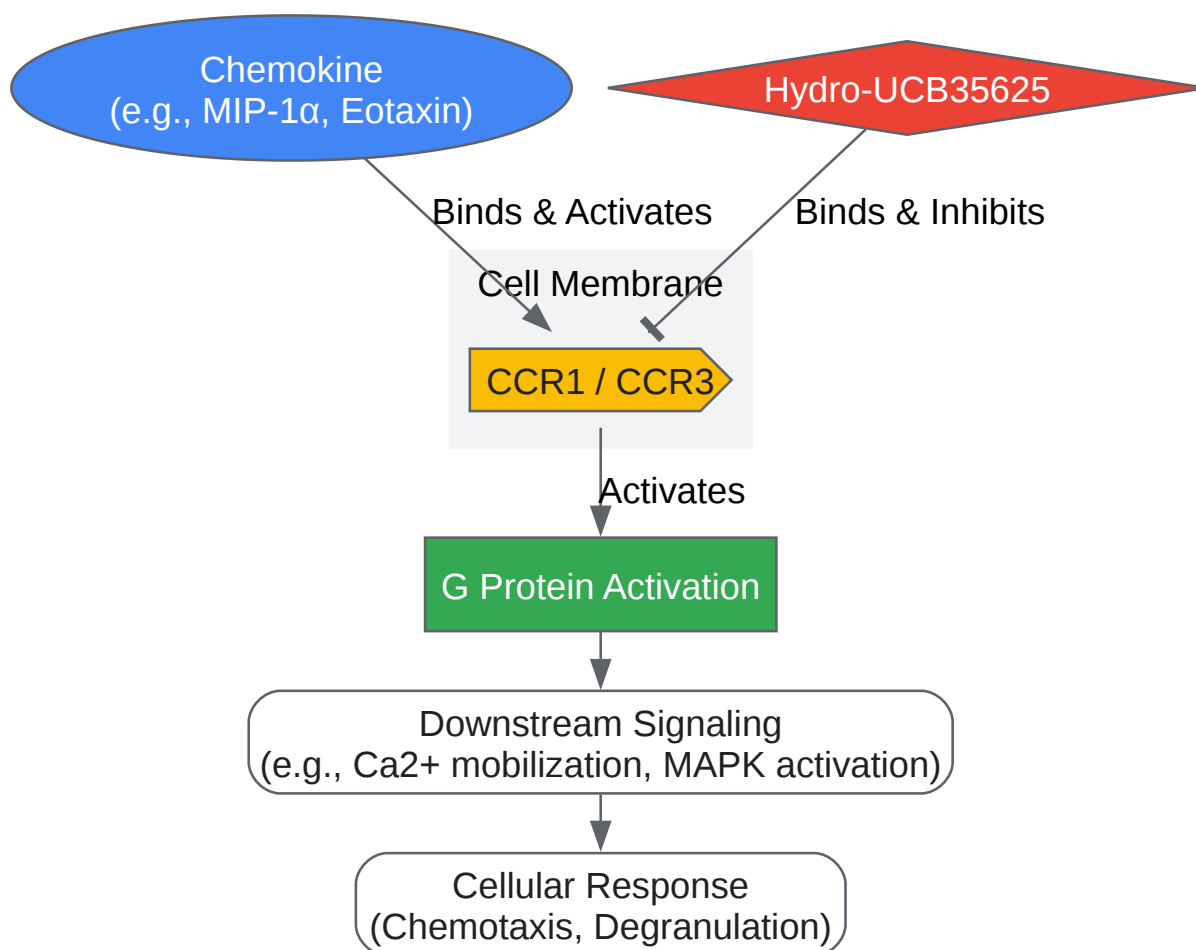 Chemokine
(e.g., MIP-1α, Eotaxin)
Hydro-UCB35625
Binds & Activates
Binds & Inhibits
Cell Membrane
CCR1 / CCR3
Activates
G Protein Activation
Downstream Signaling
(e.g., Ca2+ mobilization, MAPK activation)
Cellular Response
(Chemotaxis, Degranulation)